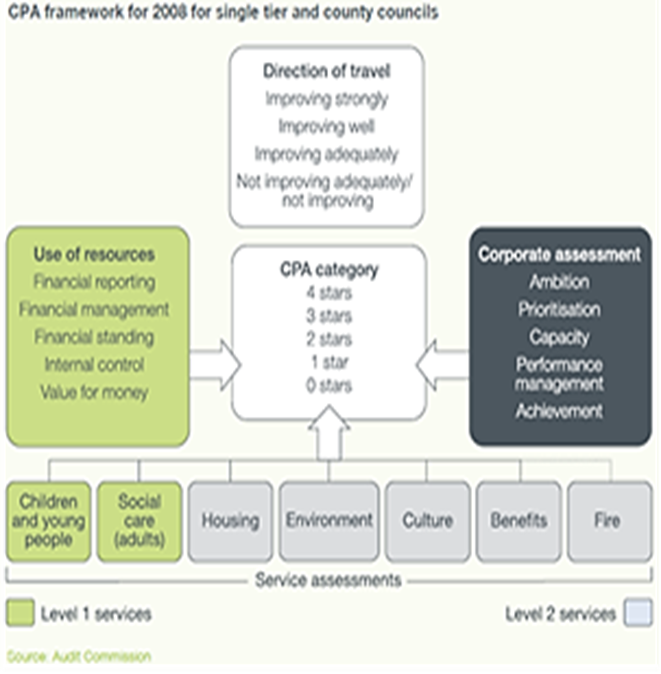 CPA framework for 2008 for single tier and county councils
Direction of travel
Improving strongly
Improving well
Improving adequately
Not improving adequately/
not improving
Use of resources
Financial reporting
Financial management
Financial standing
Internal control
Value for money
CPA category
4 stars
3 stars
2 stars
1 star
0 stars
Corporate assessment
Ambition
Prioritisation
Capacity
Performance
management
Achievement
Children
and young
people
Social
care
(adults)
Housing
Environment
Culture
Benefits
Fire
Service assessments
Level 1 services
Level 2 services
Source: Audit Commission